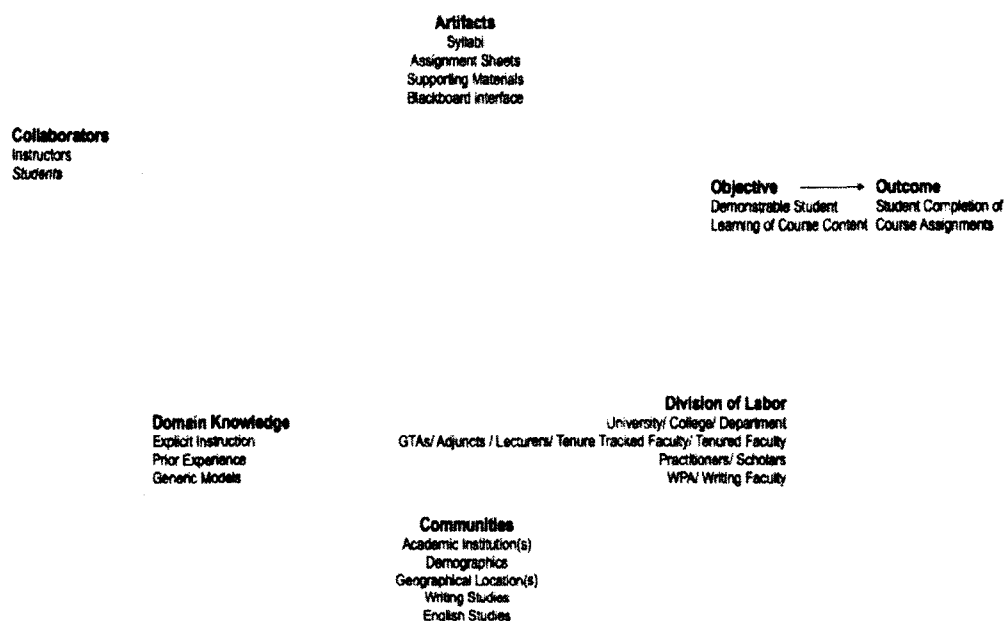 Artifacts
Syllabi
Assignment Sheets
Supporting Materials
Blackboard interface
Collaborators
Instructors
Students
Objective Outcome
Demonstrable Student Student Completion of
Learning of Course Content Course Assignments
Domain Knowledge
Explicit Instruction
Prior Experience
Generic Models
Division of Labor
University/ College/ Department
GTAs/ Adjuncts / Lecturers/ Tenure Tracked Faculty/ Tenured Faculty
Practitioners/ Scholars
WPA/ Writing Faculty
Communities
Academic Institution(s)
Demographics
Geographical Location(s)
Writing Studies
English Studies